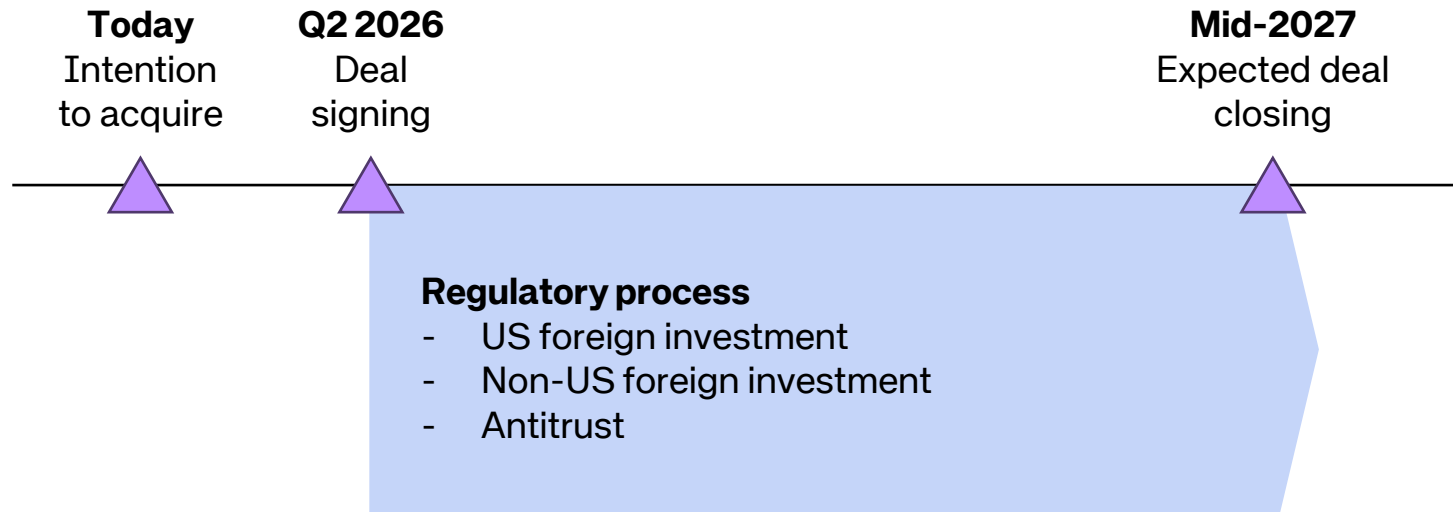 Today
Intention
to acquire
Q2 2026
Deal
signing
Mid-2027
Expected deal
closing
Regulatory process
- US foreign investment
- Non-US foreign investment
- Antitrust